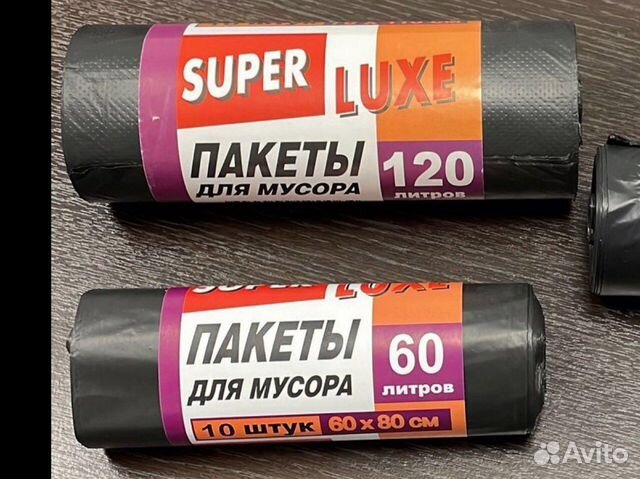 SUPER LUXE
ПАКЕТЫ
ДЛЯ МУСОРА
120
литров
SUPER LUXE
ПАКЕТЫ
ДЛЯ МУСОРА
60
литров
10 штук 60 х 80 см
Avito